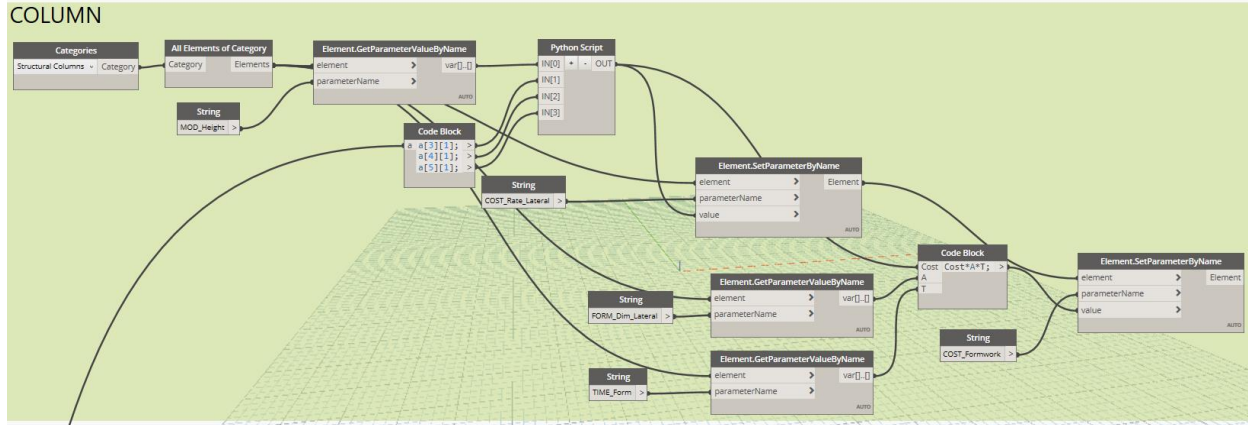 COLUMN
Categories
Structural Columns Category
All Elements of Category
Category Elements
Element.GetParameterValueByName
element > var[]..[]
parameterName >
AUTO
Python Script
IN[0] + - OUT
IN[1]
IN[2]
IN[3]
String
MOD_Height >
Code Block
a a[3][1]; >
a[4][1]; >
a[5][1]; >
String
COST_Rate_Lateral >
Element.SetParameterByName
element > Element
parameterName >
value >
AUTO
Element.GetParameterValueByName
element > var[]..[]
parameterName >
AUTO
String
FORM_Dim_Lateral >
Element.GetParameterValueByName
element > var[]..[]
parameterName >
AUTO
String
TIME_Form >
Code Block
Cost Cost*A*T; >
A
T
String
COST_Formwork >
Element.SetParameterByName
element > Element
parameterName >
value >
AUTO